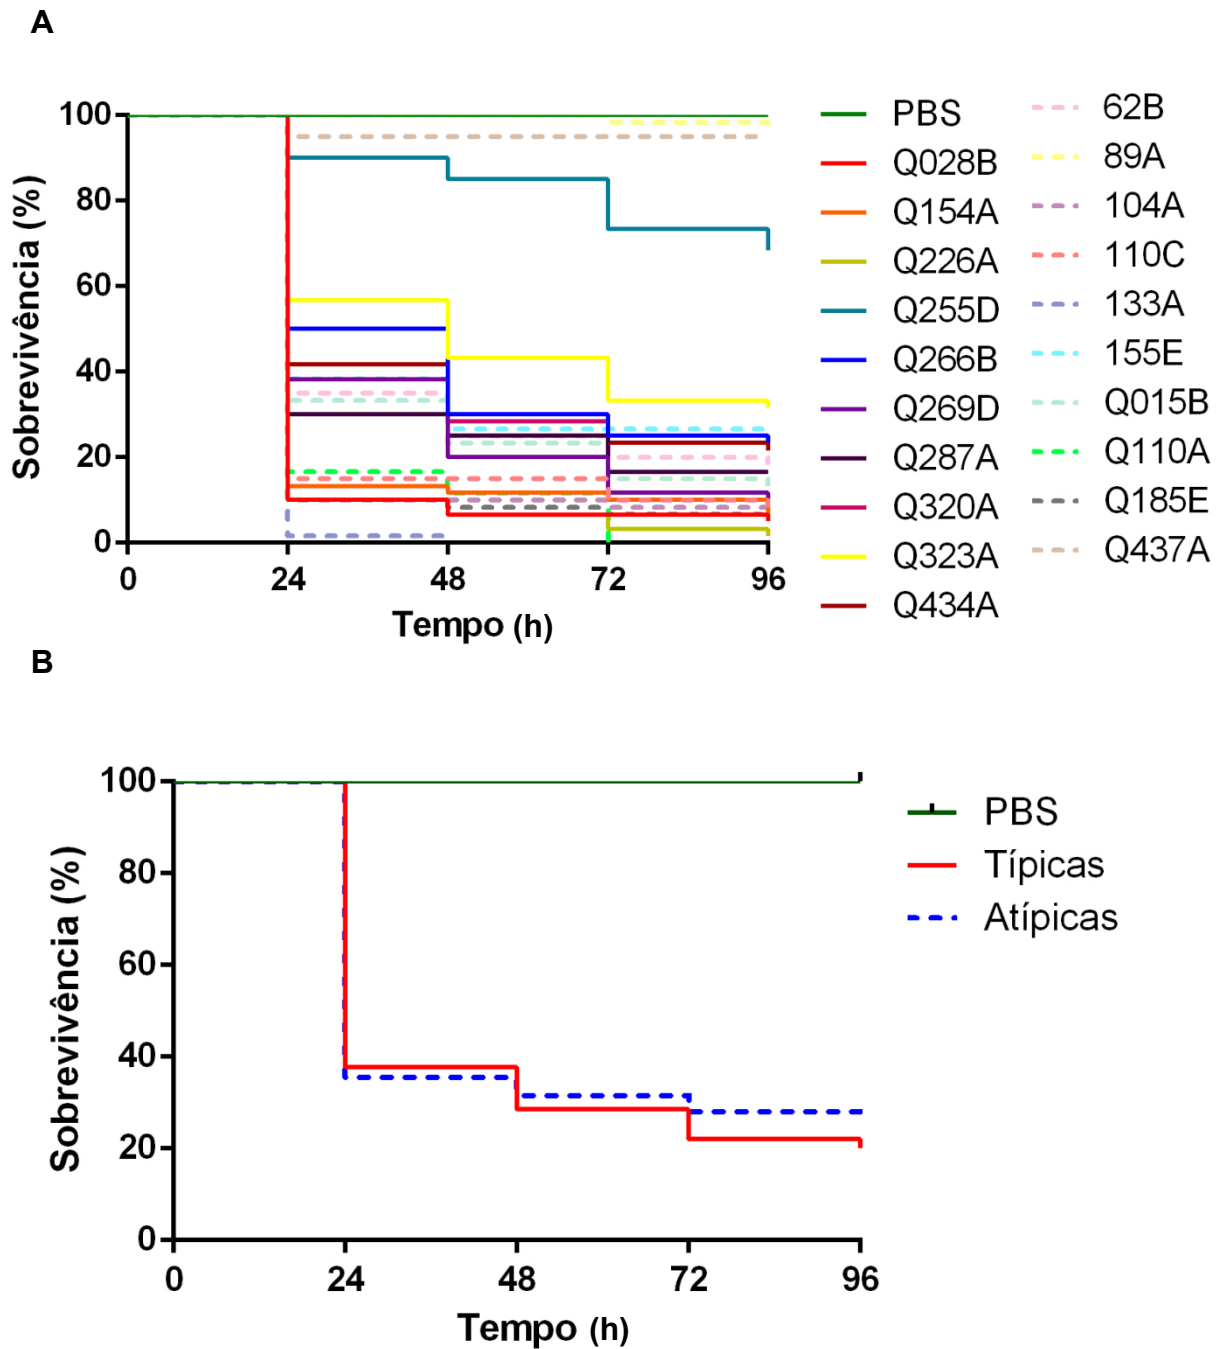 A
100
80
60
40
20
0
Sobrevivência (%)
0 24 48 72 96
Tempo (h)
PBS
Q028B
Q154A
Q226A
Q255D
Q266B
Q269D
Q287A
Q320A
Q323A
Q434A
62B
89A
104A
110C
133A
155E
Q015B
Q110A
Q185E
Q437A
B
100
80
60
40
20
0
Sobrevivência (%)
0 24 48 72 96
Tempo (h)
PBS
Típicas
Atípicas